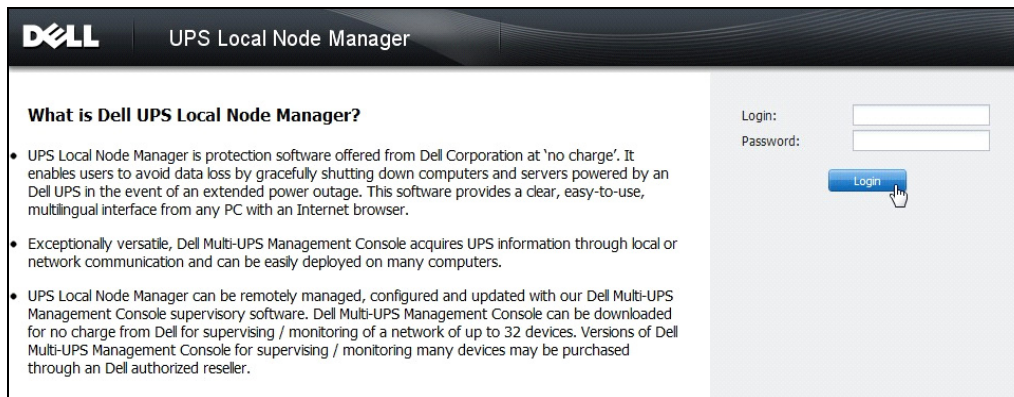 DELL
UPS Local Node Manager
What is Dell UPS Local Node Manager?
• UPS Local Node Manager is protection software offered from Dell Corporation at ‘no charge’. It
enables users to avoid data loss by gracefully shutting down computers and servers powered by an
Dell UPS in the event of an extended power outage. This software provides a clear, easy-to-use,
multilingual interface from any PC with an Internet browser.
• Exceptionally versatile, Dell Multi-UPS Management Console acquires UPS information through local or
network communication and can be easily deployed on many computers.
• UPS Local Node Manager can be remotely managed, configured and updated with our Dell Multi-UPS
Management Console supervisory software. Dell Multi-UPS Management Console can be downloaded
for no charge from Dell for supervising / monitoring of a network of up to 32 devices. Versions of Dell
Multi-UPS Management Console for supervising / monitoring many devices may be purchased
through an Dell authorized reseller.
Login:
Password:
Login